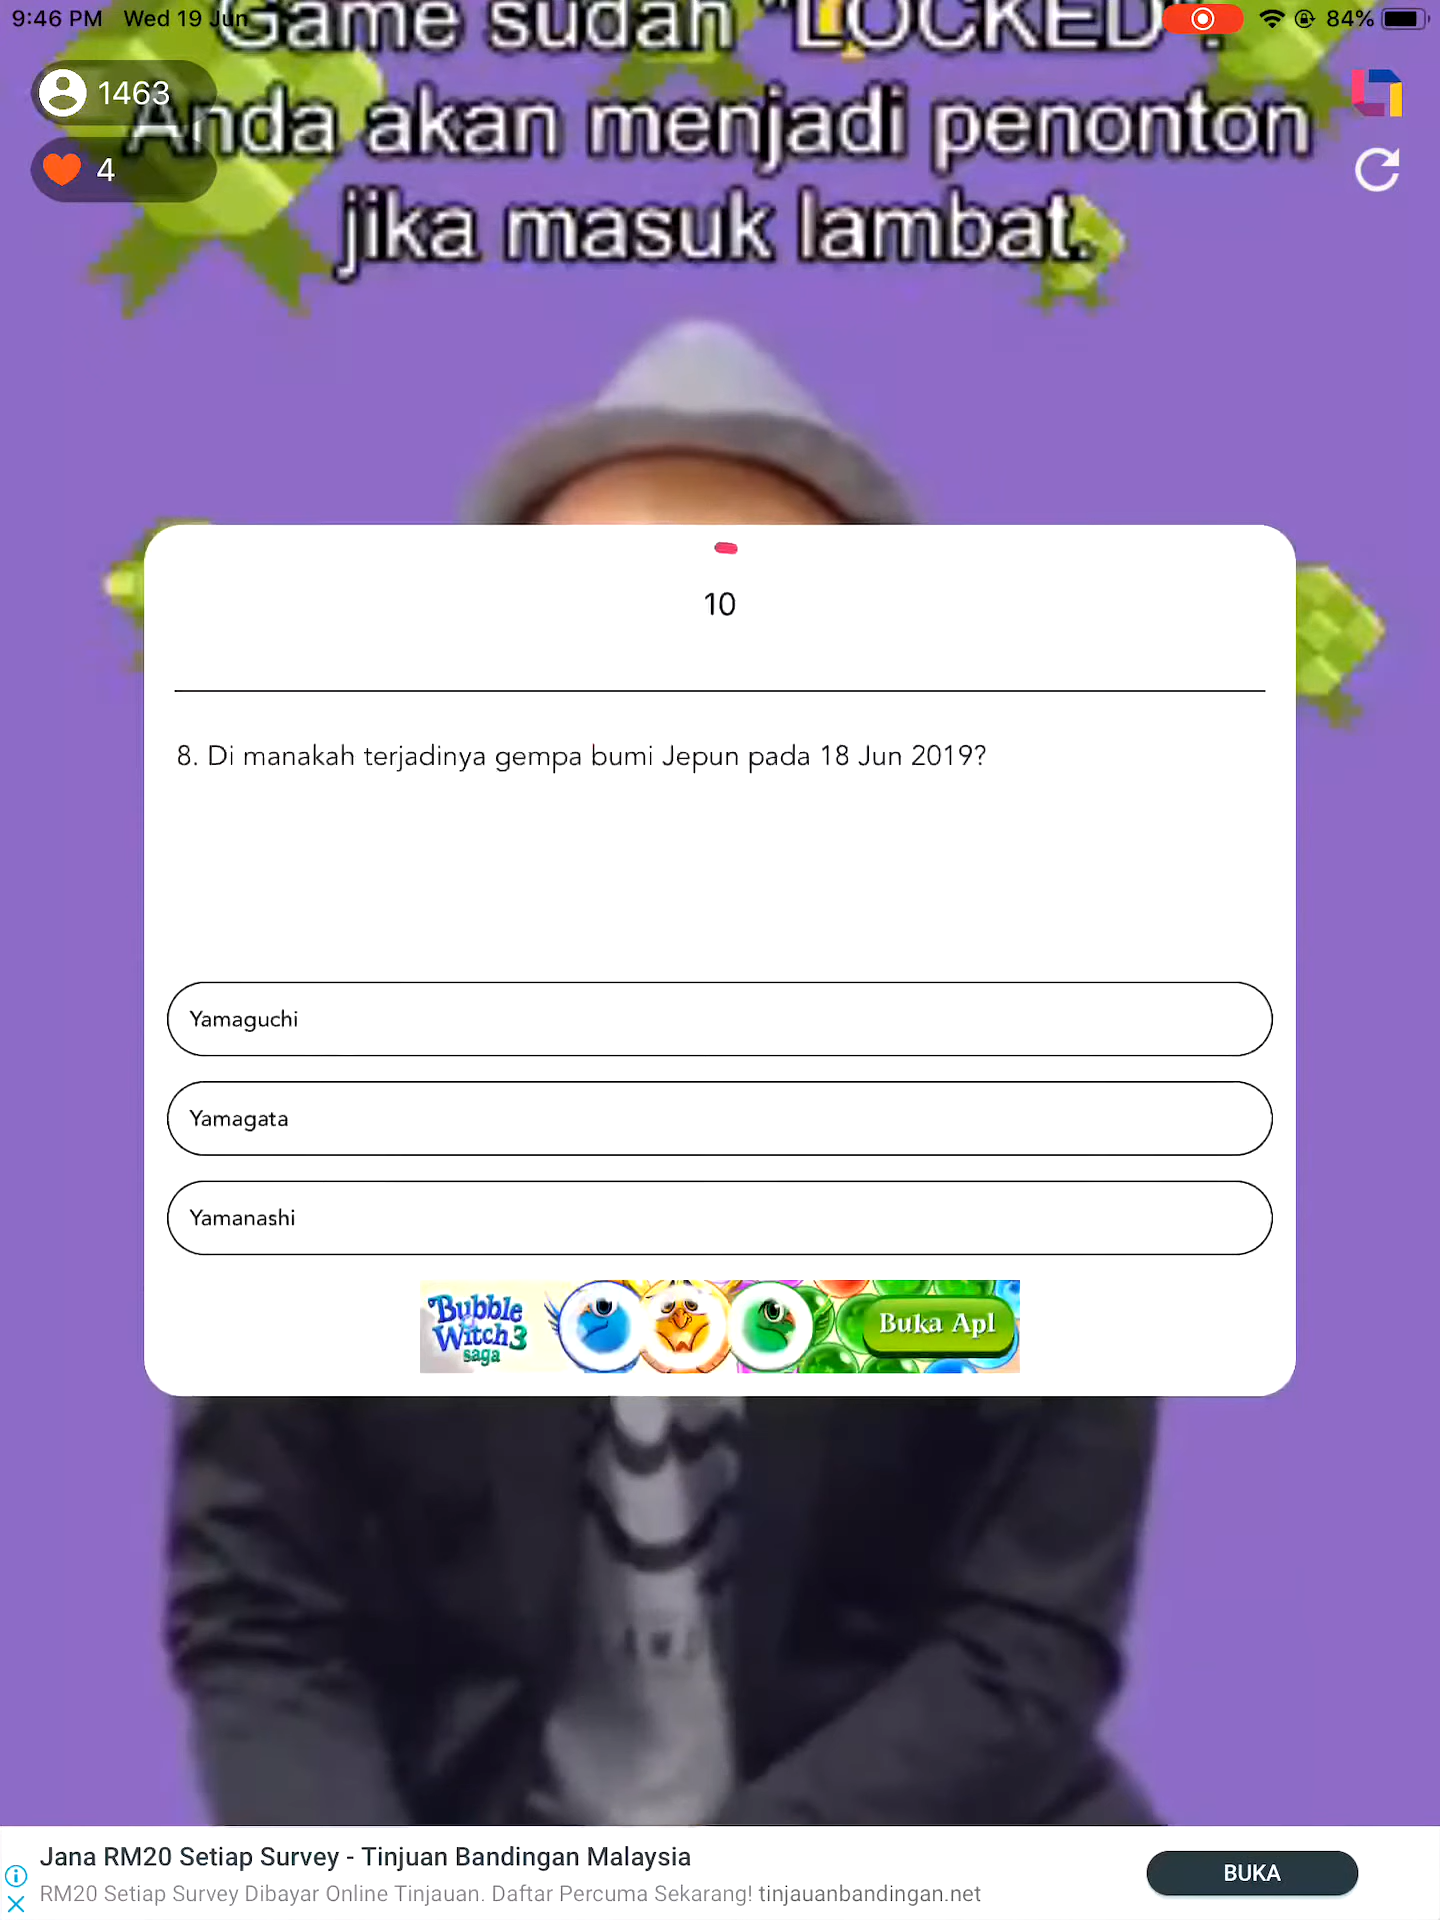 9:46 PM Wed 19 Jun
84%
Game sudah "LOCKED".
1463
Anda akan menjadi penonton
4
jika masuk lambat.
10
8. Di manakah terjadinya gempa bumi Jepun pada 18 Jun 2019?
Yamaguchi
Yamagata
Yamanashi
Bubble
Witch 3
saga
Buka Apl
Jana RM20 Setiap Survey - Tinjuan Bandingan Malaysia
RM20 Setiap Survey Dibayar Online Tinjauan. Daftar Percuma Sekarang! tinjauanbandingan.net
BUKA